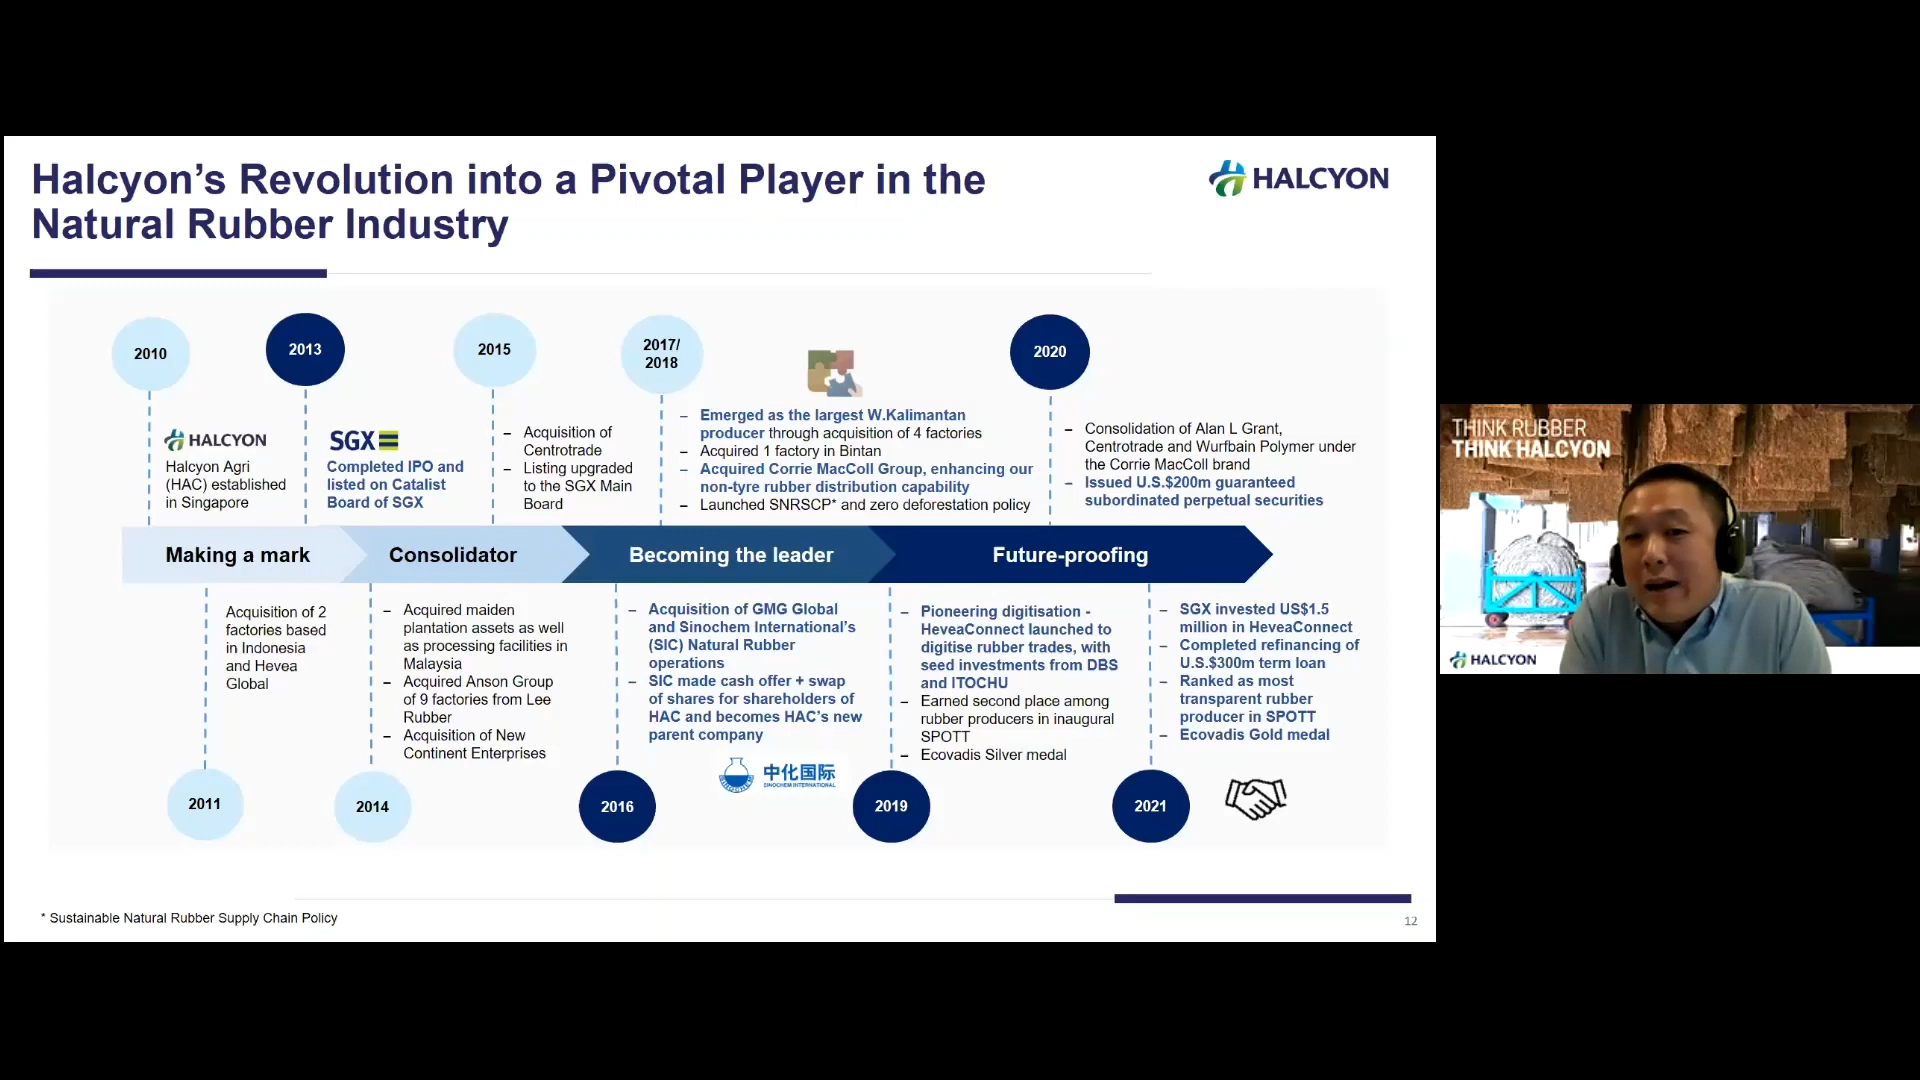 Halcyon's Revolution into a Pivotal Player in the
Natural Rubber Industry
HALCYON
2010
HALCYON
Halcyon Agri
(HAC) established
in Singapore
2013
SGX
Completed IPO and
listed on Catalist
Board of SGX
2015
– Acquisition of
Centrotrade
– Listing upgraded
to the SGX Main
Board
2017/
2018
– Emerged as the largest W.Kalimantan
producer through acquisition of 4 factories
– Acquired 1 factory in Bintan
– Acquired Corrie MacColl Group, enhancing our
non-tyre rubber distribution capability
– Launched SNRSCP* and zero deforestation policy
2020
– Consolidation of Alan L Grant,
Centrotrade and Wurfbain Polymer under
the Corrie MacColl brand
– Issued U.S.$200m guaranteed
subordinated perpetual securities
Making a mark
Consolidator
Becoming the leader
Future-proofing
Acquisition of 2
factories based
in Indonesia
and Hevea
Global
2011
– Acquired maiden
plantation assets as well
as processing facilities in
Malaysia
– Acquired Anson Group
of 9 factories from Lee
Rubber
– Acquisition of New
Continent Enterprises
2014
– Acquisition of GMG Global
and Sinochem International's
(SIC) Natural Rubber
operations
– SIC made cash offer + swap
of shares for shareholders of
HAC and becomes HAC's new
parent company
中化国际
SINOCHEM INTERNATIONAL
2016
– Pioneering digitisation -
HeveaConnect launched to
digitise rubber trades, with
seed investments from DBS
and ITOCHU
– Earned second place among
rubber producers in inaugural
SPOTT
– Ecovadis Silver medal
2019
– SGX invested US$1.5
million in HeveaConnect
– Completed refinancing of
U.S.$300m term loan
– Ranked as most
transparent rubber
producer in SPOTT
– Ecovadis Gold medal
2021
* Sustainable Natural Rubber Supply Chain Policy
12
THINK RUBBER
THINK HALCYON
HALCYON